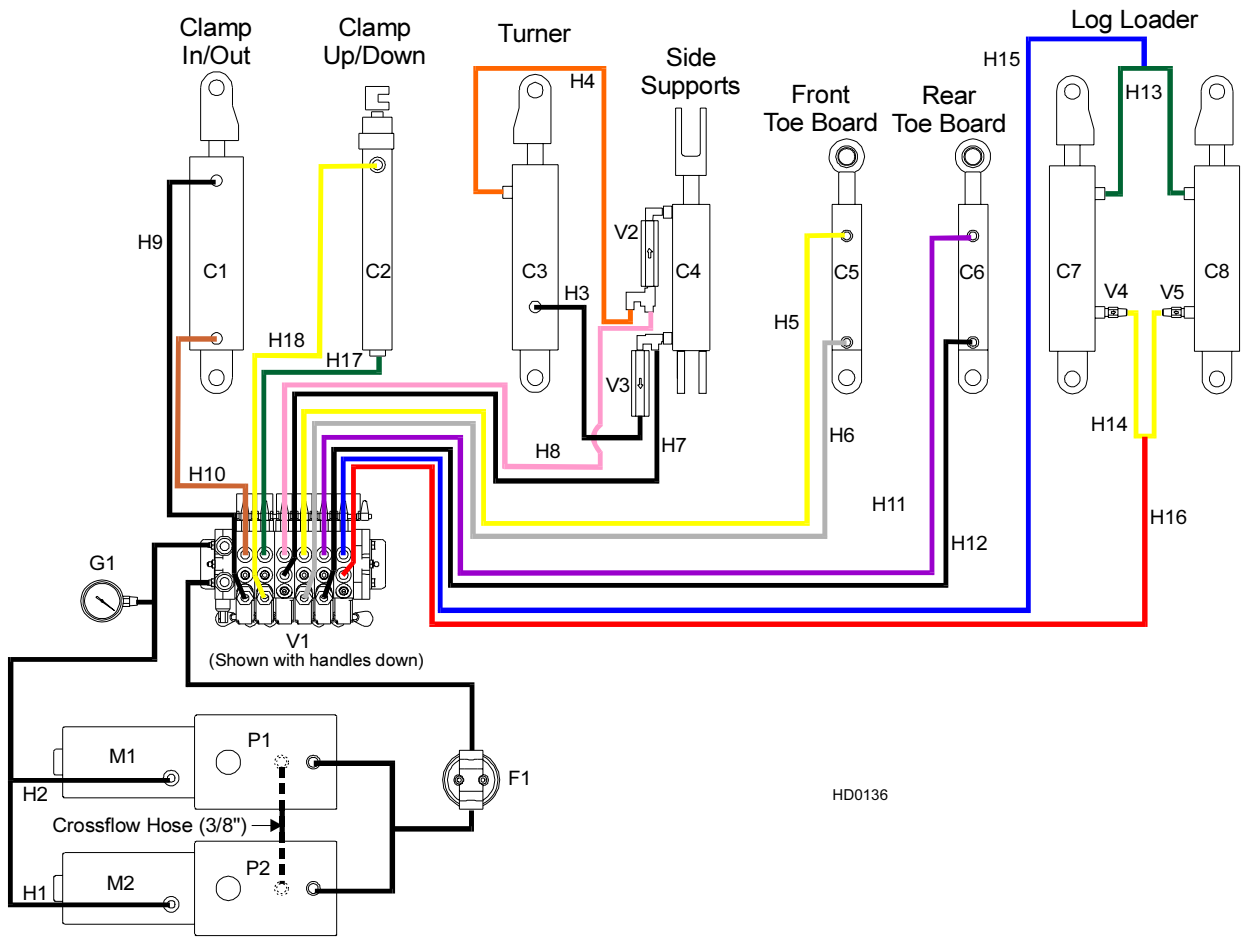 Clamp
In/Out
Clamp
Up/Down
Turner
Side
Supports
Front
Toe Board
Rear
Toe Board
Log Loader
H15
H4
H13
H9
V2
C1
C2
C3
C4
C5
C6
C7
C8
H3
V4
V5
H5
H18
H17
V3
H14
H8
H7
H6
H10
H11
H16
H12
G1
V1
(Shown with handles down)
M1
P1
F1
H2
HD0136
Crossflow Hose (3/8")
M2
P2
H1